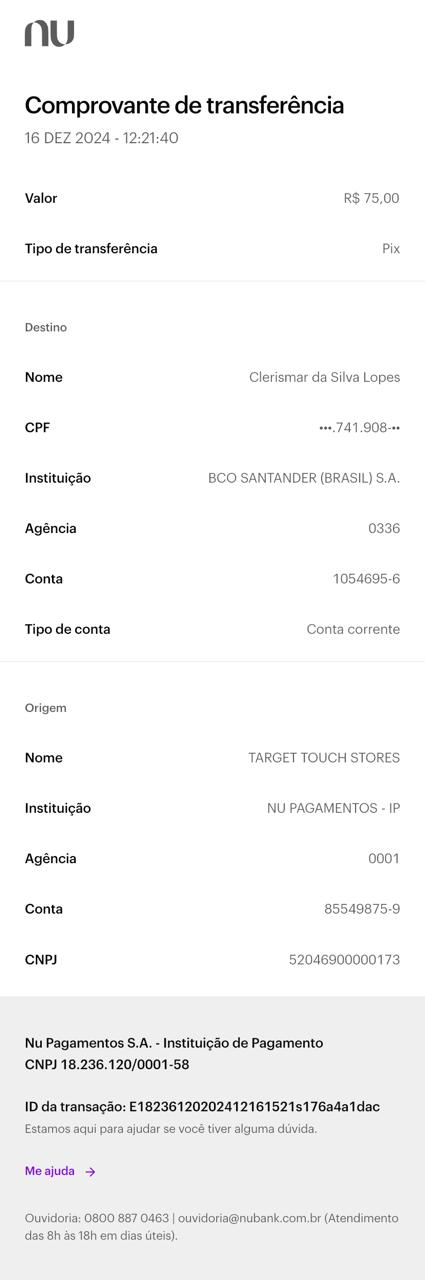 nu
Comprovante de transferência
16 DEZ 2024 - 12:21:40
Valor R$ 75,00
Tipo de transferência Pix
Destino
Nome Clerismar da Silva Lopes
CPF •••.741.908-••
Instituição BCO SANTANDER (BRASIL) S.A.
Agência 0336
Conta 1054695-6
Tipo de conta Conta corrente
Origem
Nome TARGET TOUCH STORES
Instituição NU PAGAMENTOS - IP
Agência 0001
Conta 85549875-9
CNPJ 52046900000173
Nu Pagamentos S.A. - Instituição de Pagamento
CNPJ 18.236.120/0001-58
ID da transação: E18236120202412161521s176a4a1dac
Estamos aqui para ajudar se você tiver alguma dúvida.
Me ajuda →
Ouvidoria: 0800 887 0463 | ouvidoria@nubank.com.br (Atendimento
das 8h às 18h em dias úteis).